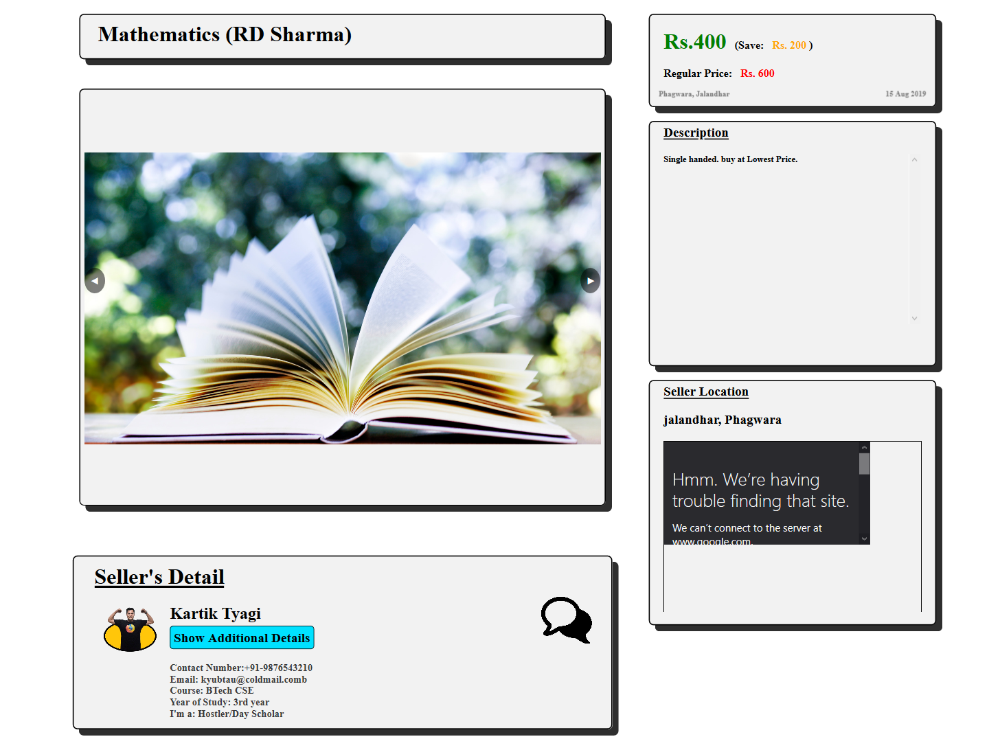 Mathematics (RD Sharma)
Rs.400 (Save: Rs. 200 )
Regular Price: Rs. 600
Phagwara, Jalandhar 15 Aug 2019
Description
Single handed. buy at Lowest Price.
Seller Location
jalandhar, Phagwara
Hmm. We’re having
trouble finding that site.
We can’t connect to the server at
www.google.com.
Seller's Detail
Kartik Tyagi
Show Additional Details
Contact Number:+91-9876543210
Email: kyubtau@coldmail.comb
Course: BTech CSE
Year of Study: 3rd year
I'm a: Hostler/Day Scholar